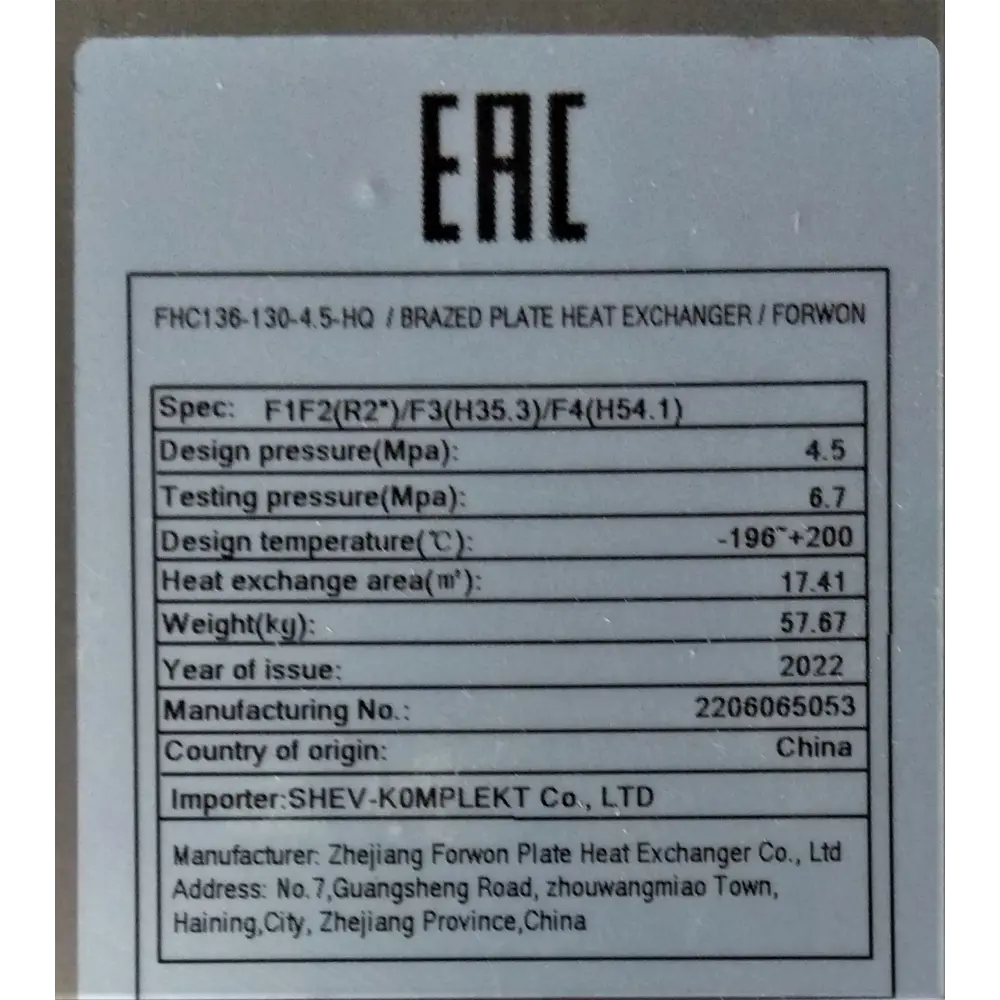 EAC
FHC136-130-4.5-HQ / BRAZED PLATE HEAT EXCHANGER / FORWON
Spec: F1F2(R2")/F3(H35.3)/F4(H54.1)
Design pressure(Mpa): 4.5
Testing pressure(Mpa): 6.7
Design temperature(℃): -196~+200
Heat exchange area(㎡): 17.41
Weight(kg): 57.67
Year of issue: 2022
Manufacturing No.: 2206065053
Country of origin: China
Importer:SHEV-K0MPLEKT Co., LTD
Manufacturer: Zhejiang Forwon Plate Heat Exchanger Co., Ltd
Address: No.7,Guangsheng Road, zhouwangmiao Town,
Haining,City, Zhejiang Province,China